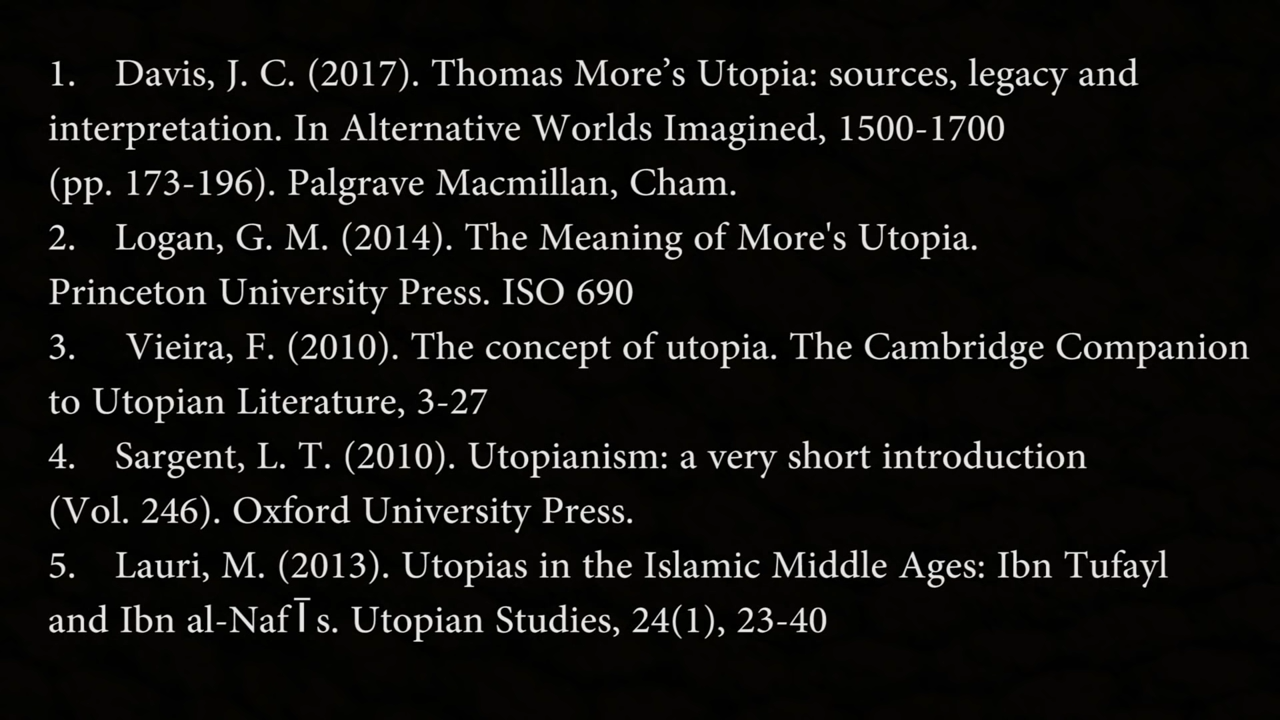 1. Davis, J. C. (2017). Thomas More’s Utopia: sources, legacy and
interpretation. In Alternative Worlds Imagined, 1500-1700
(pp. 173-196). Palgrave Macmillan, Cham.
2. Logan, G. M. (2014). The Meaning of More's Utopia.
Princeton University Press. ISO 690
3. Vieira, F. (2010). The concept of utopia. The Cambridge Companion
to Utopian Literature, 3-27
4. Sargent, L. T. (2010). Utopianism: a very short introduction
(Vol. 246). Oxford University Press.
5. Lauri, M. (2013). Utopias in the Islamic Middle Ages: Ibn Tufayl
and Ibn al-Nafīs. Utopian Studies, 24(1), 23-40